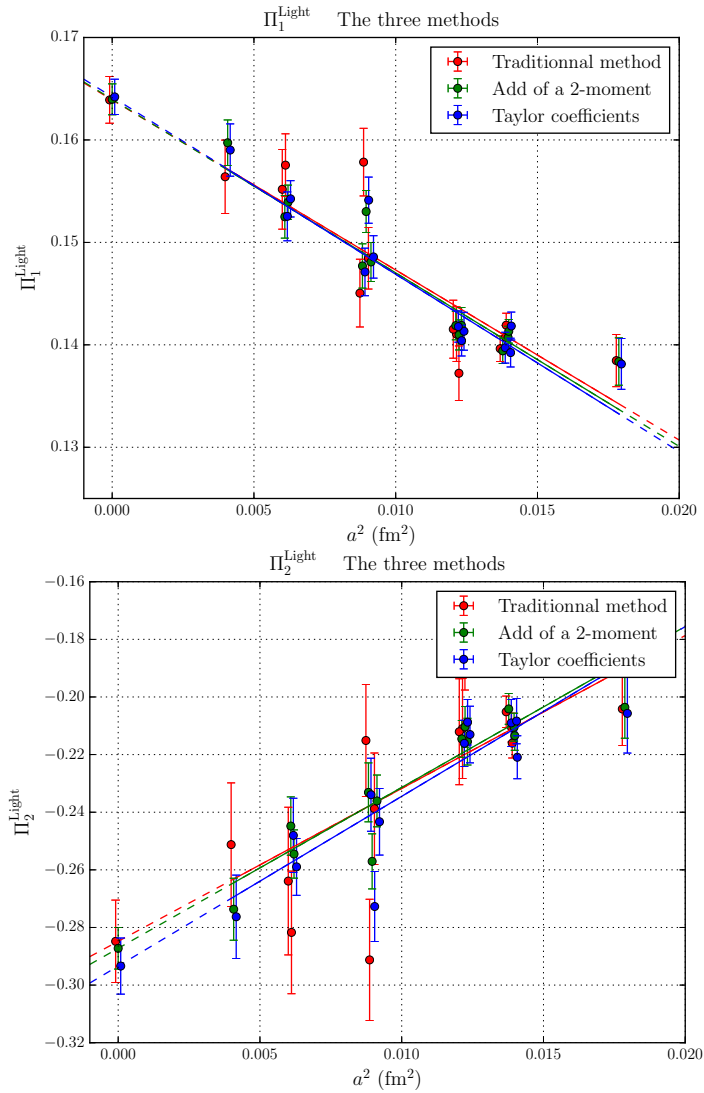 Π₁^Light The three methods
0.17
0.16
0.15
0.14
0.13
Π₁^Light
Traditionnal method
Add of a 2-moment
Taylor coefficients
0.000 0.005 0.010 0.015 0.020
a² (fm²)
Π₂^Light The three methods
−0.16
−0.18
−0.20
−0.22
−0.24
−0.26
−0.28
−0.30
−0.32
Π₂^Light
Traditionnal method
Add of a 2-moment
Taylor coefficients
0.000 0.005 0.010 0.015 0.020
a² (fm²)